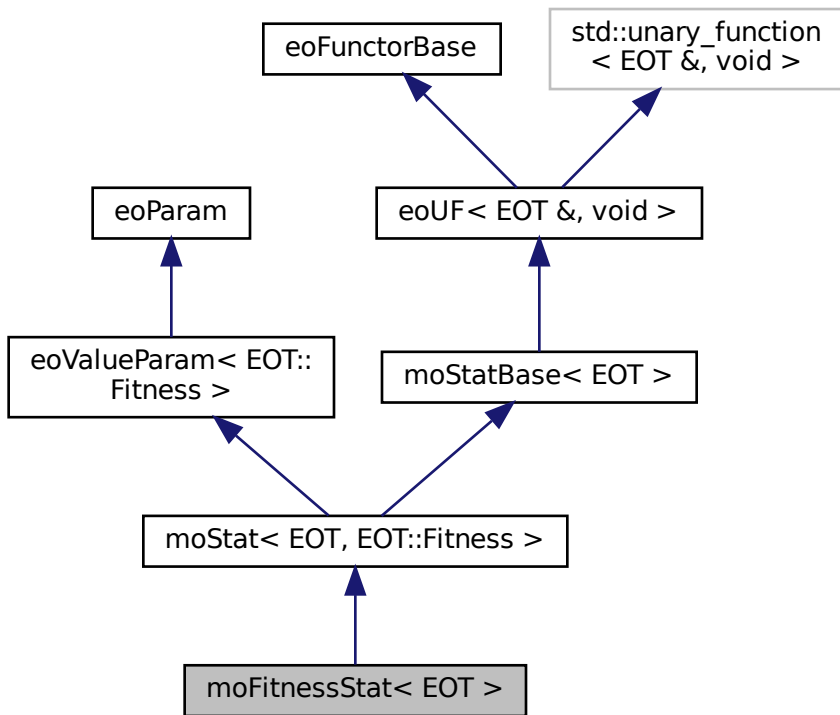 eoFunctorBase
std::unary_function
< EOT &, void >
eoParam
eoUF< EOT &, void >
eoValueParam< EOT::
Fitness >
moStatBase< EOT >
moStat< EOT, EOT::Fitness >
moFitnessStat< EOT >